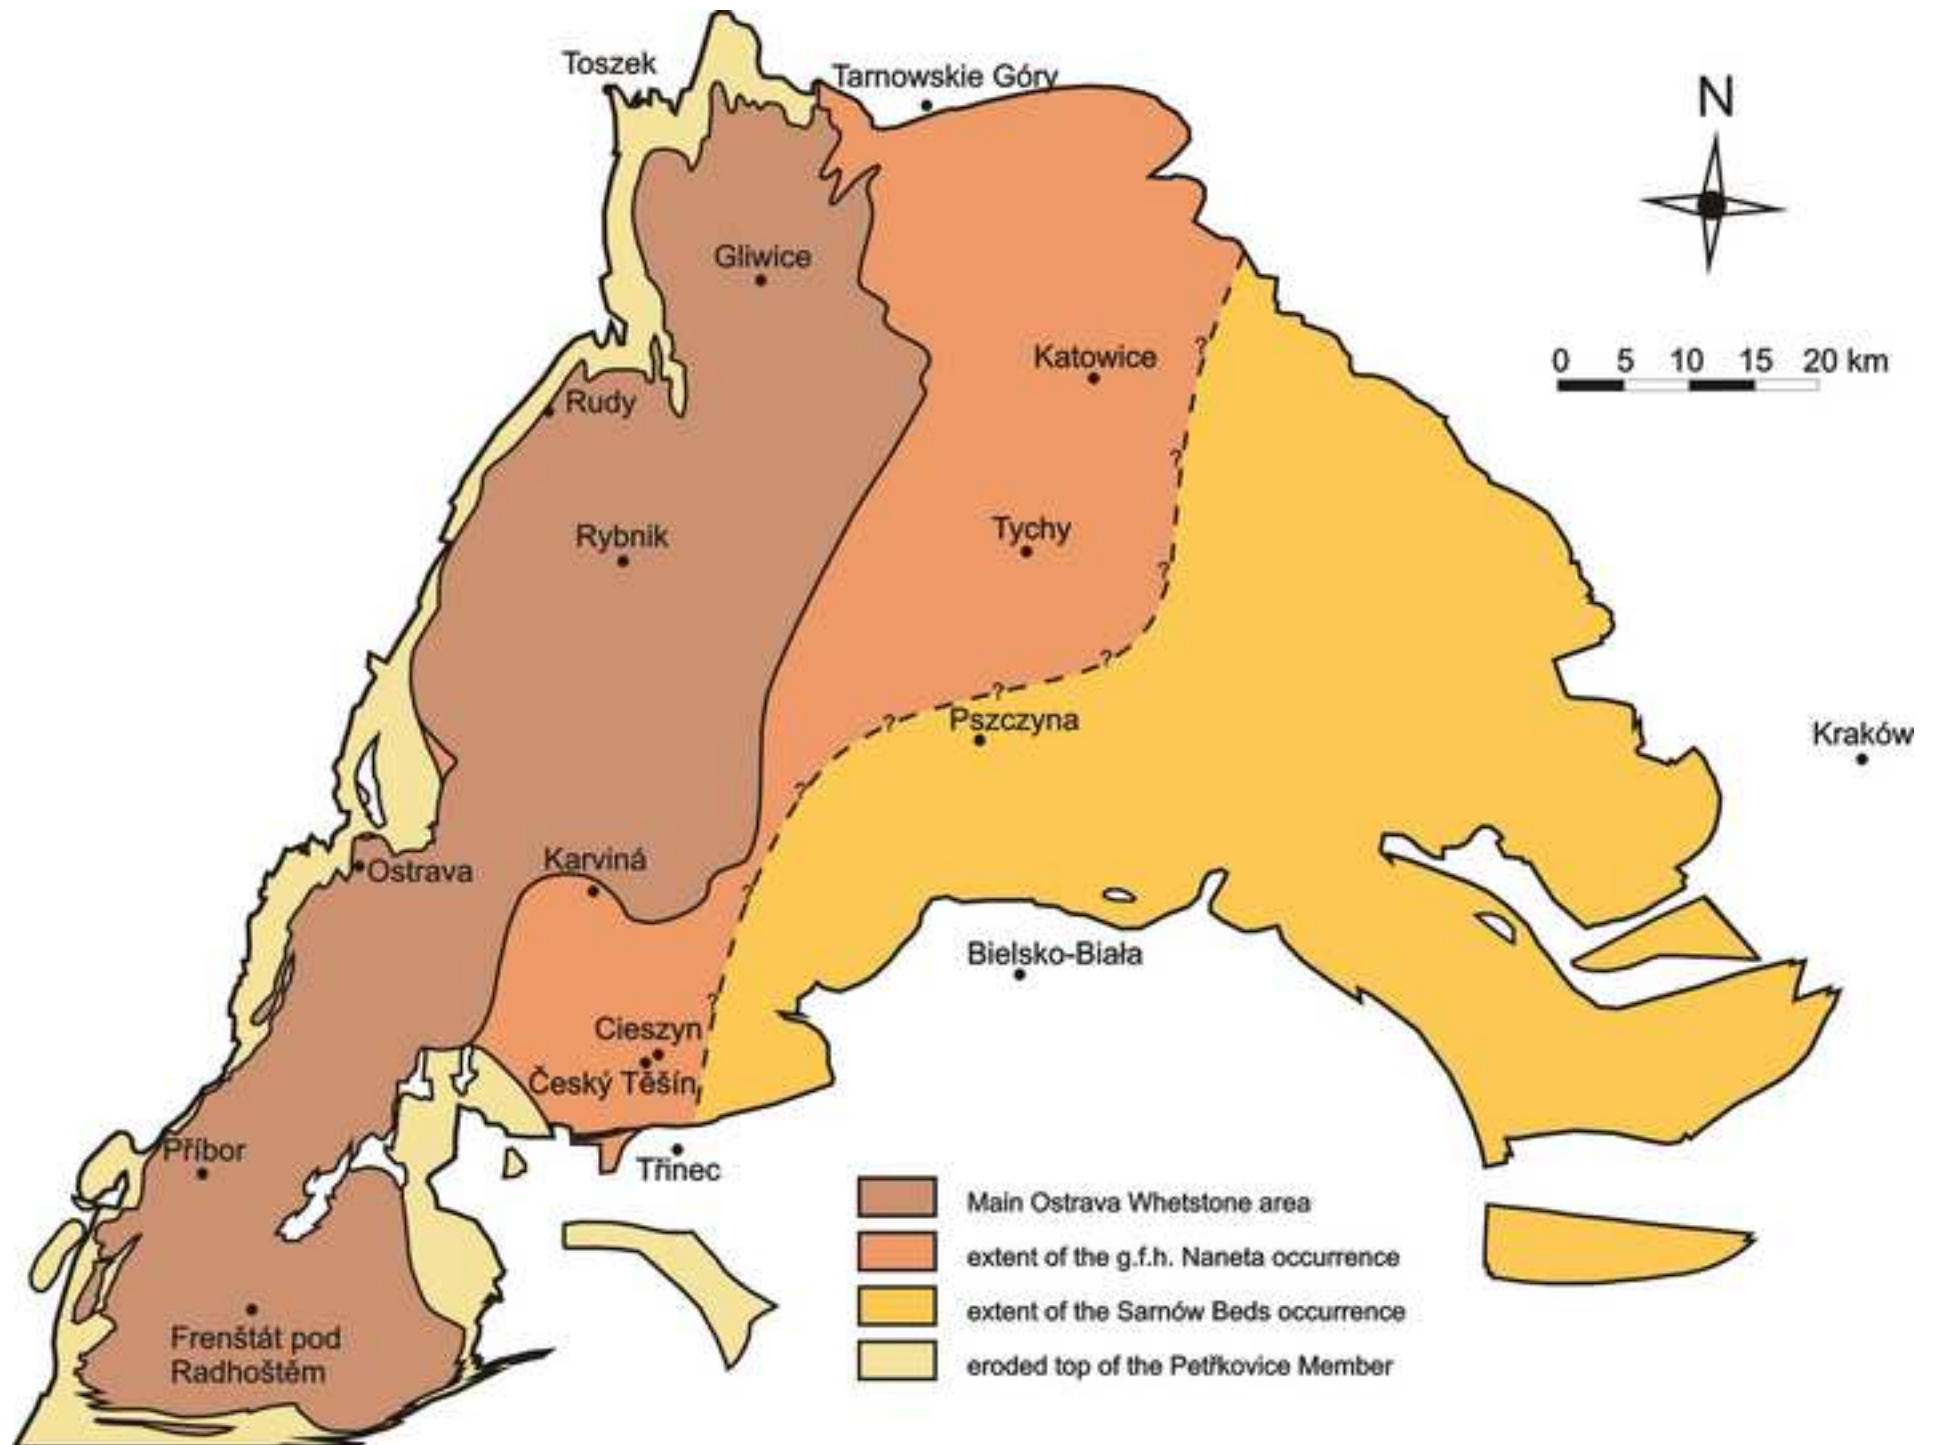 Toszek
Tarnowskie Góry
N
Gliwice
Katowice
0 5 10 15 20 km
?
Rudy
?
Tychy
Rybnik
?
?
?
?
Pszczyna
Kraków
?
Karviná
Ostrava
?
Bielsko-Biała
?
Cieszyn
Český Těšín
Příbor
Třinec
Main Ostrava Whetstone area
extent of the g.f.h. Naneta occurrence
extent of the Sarnów Beds occurrence
Frenštát pod
Radhoštěm
eroded top of the Petřkovice Member